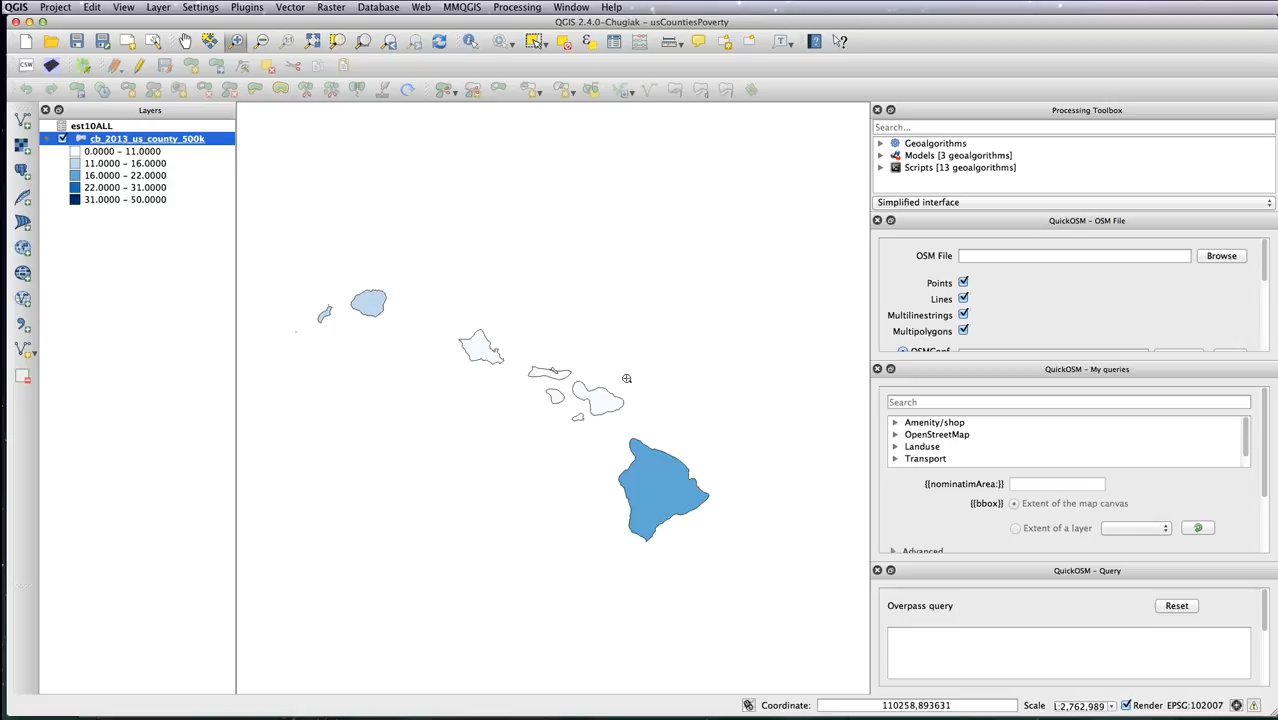 QGIS Project Edit View Layer Settings Plugins Vector Raster Database Web MMQGIS Processing Window Help
QGIS 2.4.0-Chugiak - usCountiesPoverty
CSW
Layers
est10ALL
cb_2013_us_county_500k
0.0000 - 11.0000
11.0000 - 16.0000
16.0000 - 22.0000
22.0000 - 31.0000
31.0000 - 50.0000
Processing Toolbox
Search...
Geoalgorithms
Models [3 geoalgorithms]
Scripts [13 geoalgorithms]
Simplified interface
QuickOSM - OSM File
OSM File Browse
Points
Lines
Multilinestrings
Multipolygons
OSMConf
QuickOSM - My queries
Search
Amenity/shop
OpenStreetMap
Landuse
Transport
{{nominatimArea:}}
{{bbox}} Extent of the map canvas
Extent of a layer
Advanced
QuickOSM - Query
Overpass query Reset
Coordinate: 110258,893631 Scale 1:2,762,989 Render EPSG:102007